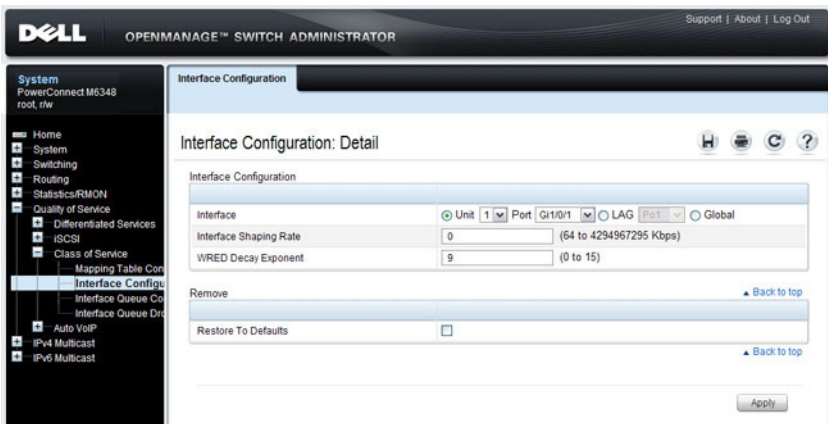 Support | About | Log Out
DELL OPENMANAGE™ SWITCH ADMINISTRATOR
System
PowerConnect M6348
root, r/w
Home
System
Switching
Routing
Statistics/RMON
Quality of Service
Differentiated Services
iSCSI
Class of Service
Mapping Table Con
Interface Configu
Interface Queue Co
Interface Queue Dro
Auto VoIP
IPv4 Multicast
IPv6 Multicast
Interface Configuration
Interface Configuration: Detail
Interface Configuration
Interface Unit 1 Port Gi1/0/1 LAG Po1 Global
Interface Shaping Rate 0 (64 to 4294967295 Kbps)
WRED Decay Exponent 9 (0 to 15)
Remove
Back to top
Restore To Defaults
Back to top
Apply